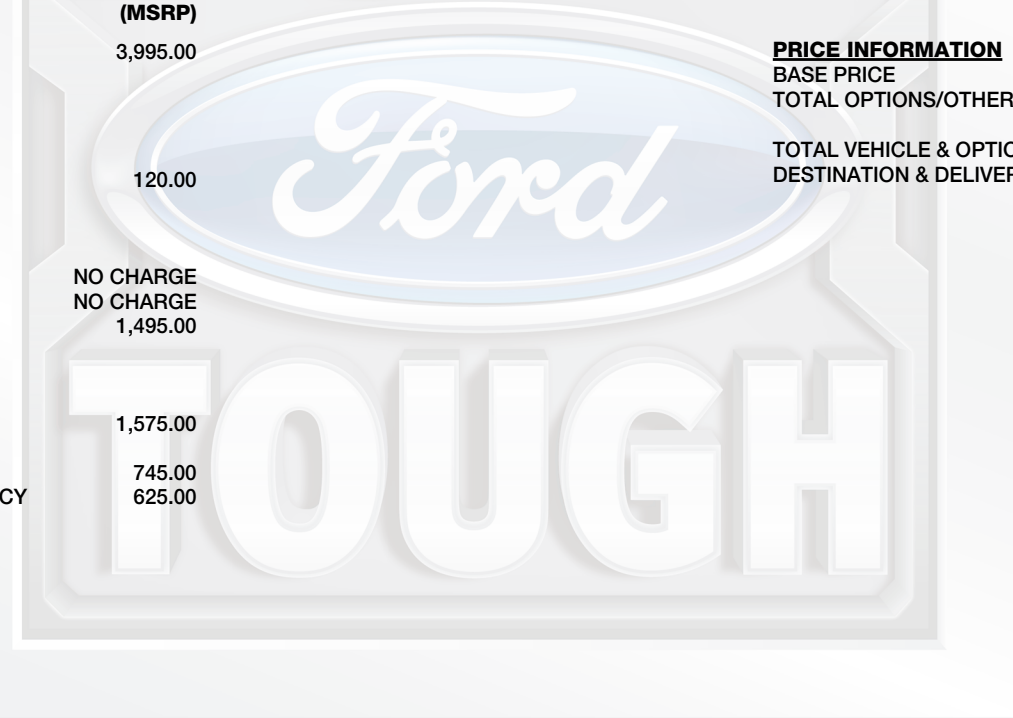 (MSRP)
3,995.00
120.00
NO CHARGE
NO CHARGE
1,495.00
1,575.00
745.00
CY 625.00
PRICE INFORMATION
BASE PRICE
TOTAL OPTIONS/OTHER
TOTAL VEHICLE & OPTIO
DESTINATION & DELIVER
Ford
TOUGH